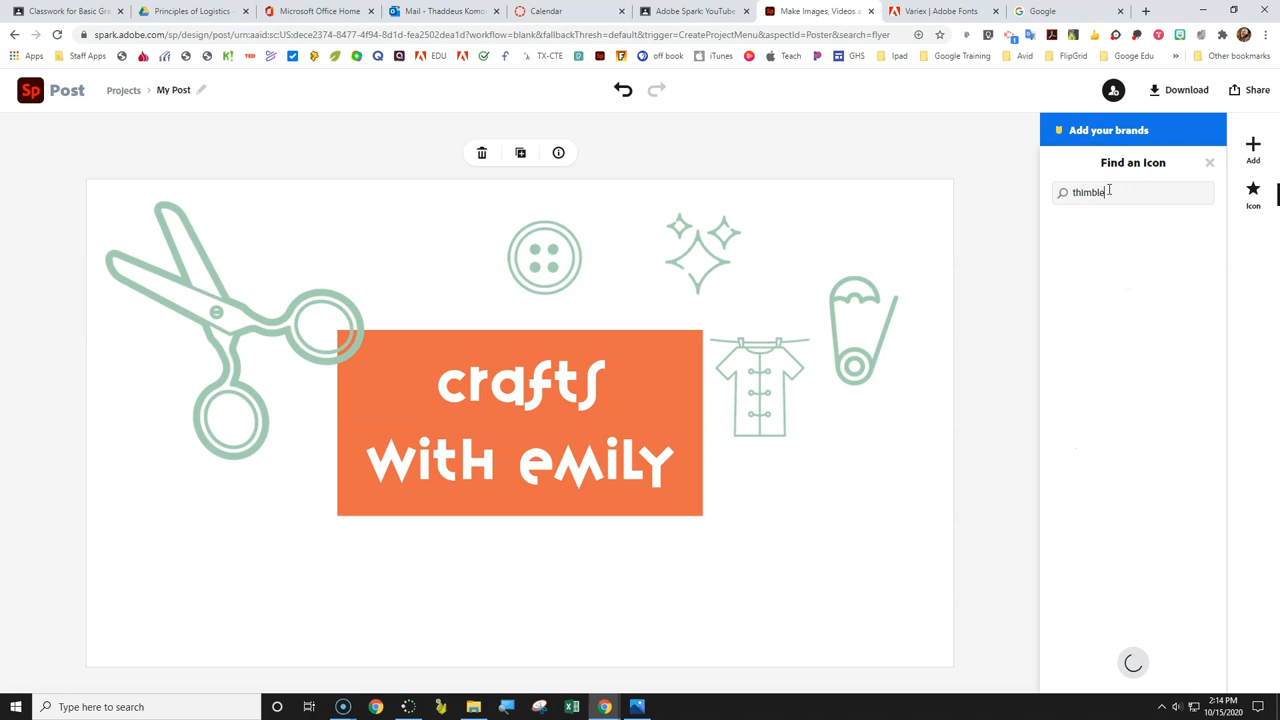 Classwork for Basic Gr
Principles of Logistics
Microsoft Office Home
Mail - Thaddeus Komo
Calendar
Adobe Spark: YouTube
Make Images, Videos a
Variex | Adobe Fonts
Google
spark.adobe.com/sp/design/post/urn:aaid:sc:US:dece2374-8477-4f94-8d1d-fea2502dea1d?workflow=blank&fallbackThresh=default&trigger=CreateProjectMenu&aspectId=Poster&search=flyer
Apps
Staff Apps
EDU
TX-CTE
off book
iTunes
Teach
GHS
Google Training
Avid
FlipGrid
Googe Edu
»
Other bookmarks
Sp
Post
Projects
My Post
Download
Share
Add your brands
Find an Icon
thimble
Add
Icon
crafts
with emily
Type here to search
2:14 PM
10/15/2020